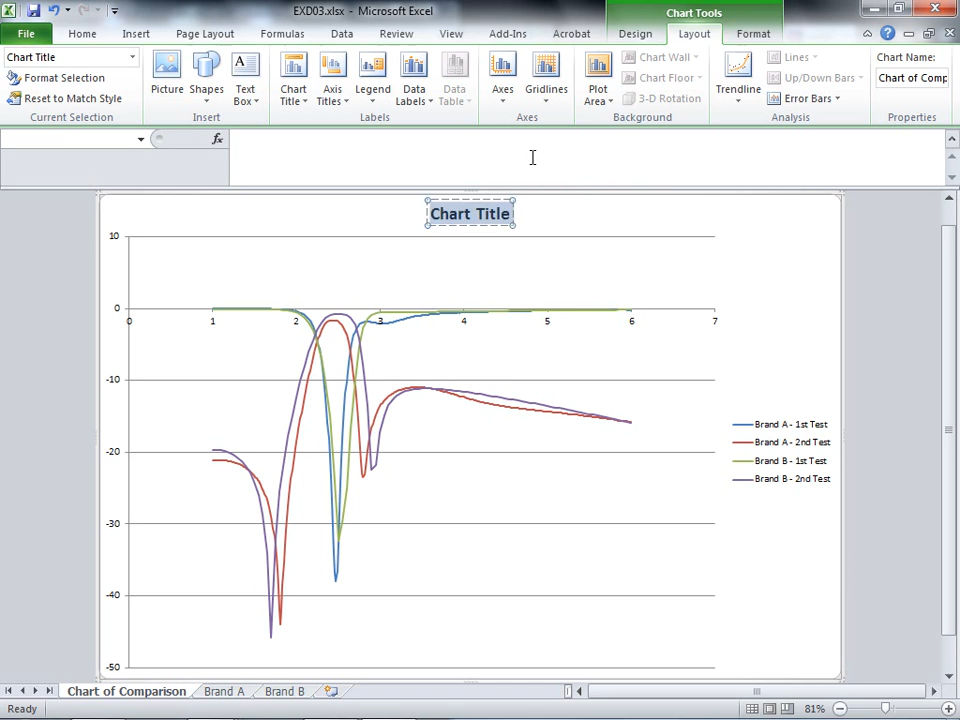 EXD03.xlsx - Microsoft Excel
Chart Tools
File Home Insert Page Layout Formulas Data Review View Add-Ins Acrobat Design Layout Format
Chart Title
Format Selection
Reset to Match Style
Current Selection
Picture Shapes Text Box
Insert
Chart Title Axis Titles Legend Data Labels Data Table
Labels
Axes Gridlines
Axes
Plot Area
Chart Wall
Chart Floor
3-D Rotation
Background
Trendline
Lines
Up/Down Bars
Error Bars
Analysis
Chart Name:
Chart of Comp
Properties
fx
Chart Title
10
0
0 1 2 3 4 5 6 7
-10
-20
-30
-40
-50
Brand A - 1st Test
Brand A - 2nd Test
Brand B - 1st Test
Brand B - 2nd Test
Chart of Comparison Brand A Brand B
Ready
81%